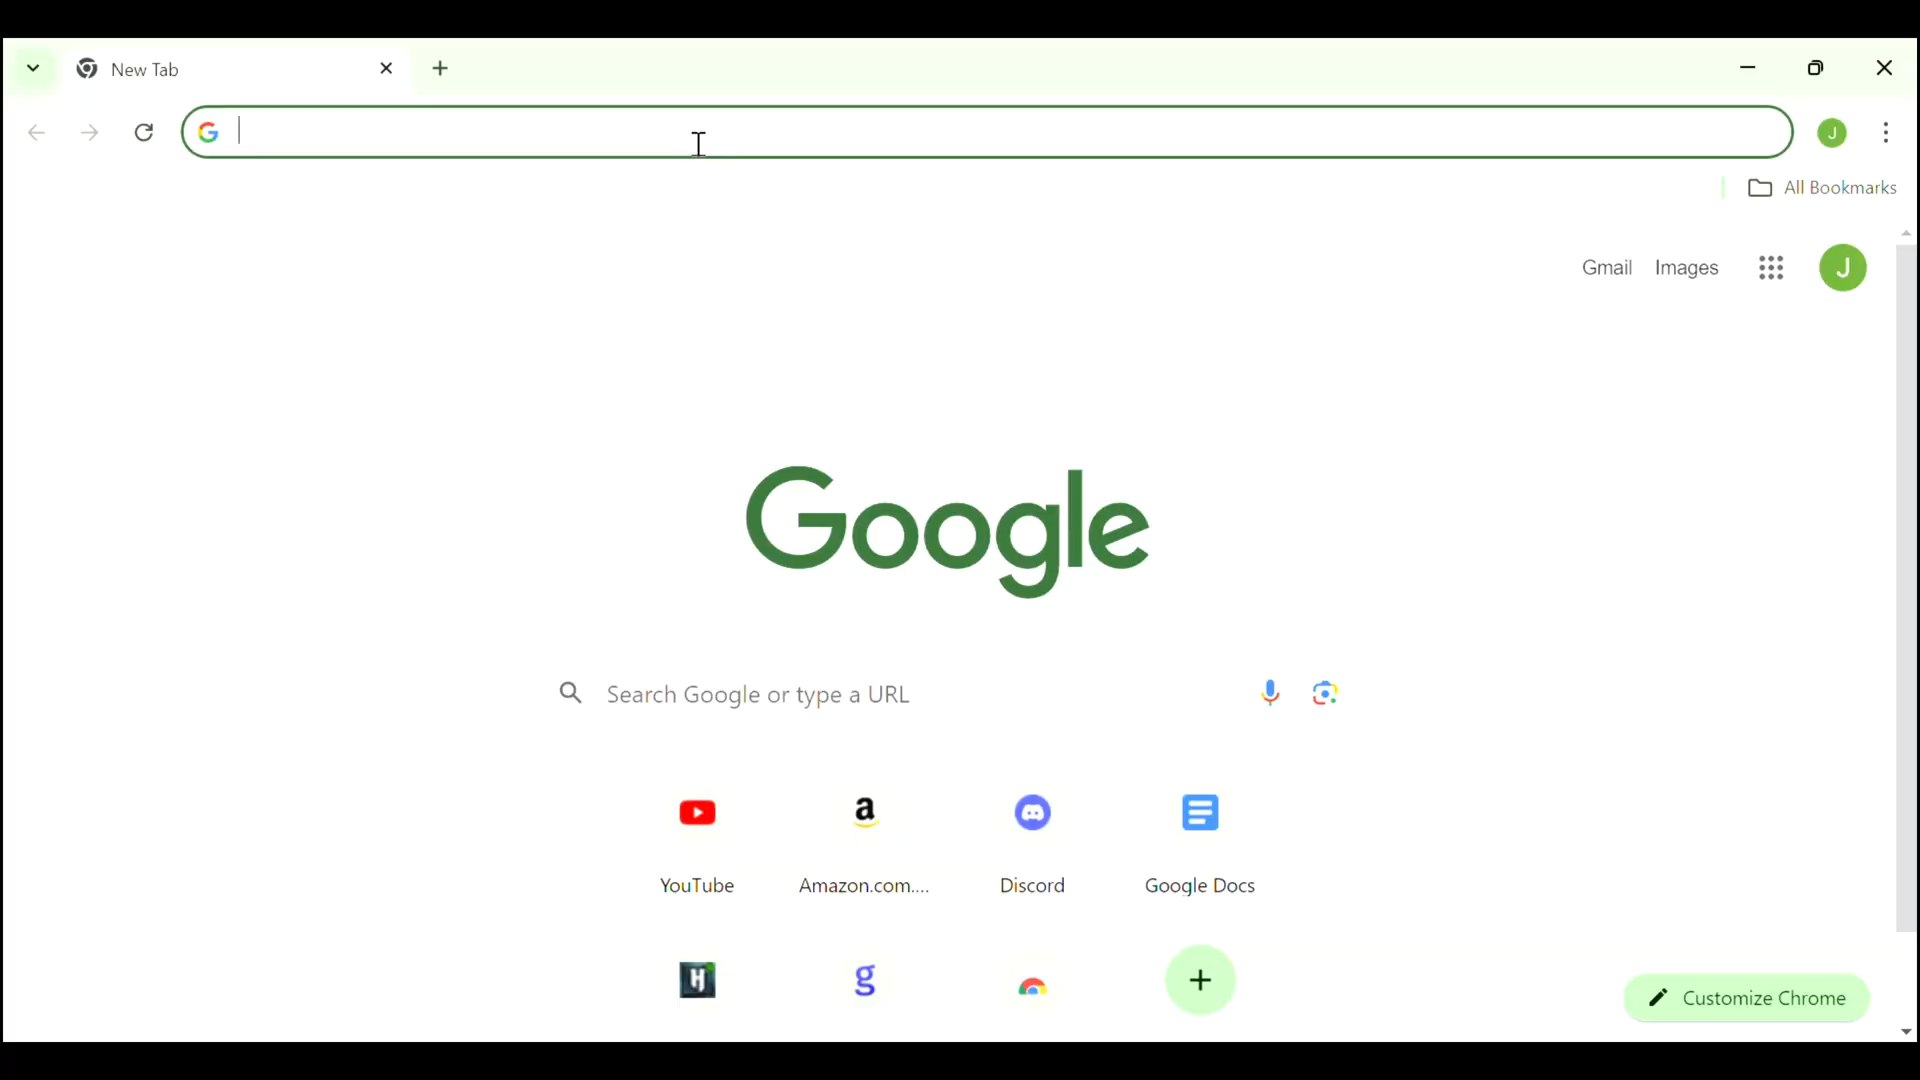 New Tab
J
All Bookmarks
Gmail Images J
Google
Search Google or type a URL
a
YouTube Amazon.com.... Discord Google Docs
H g
Customize Chrome